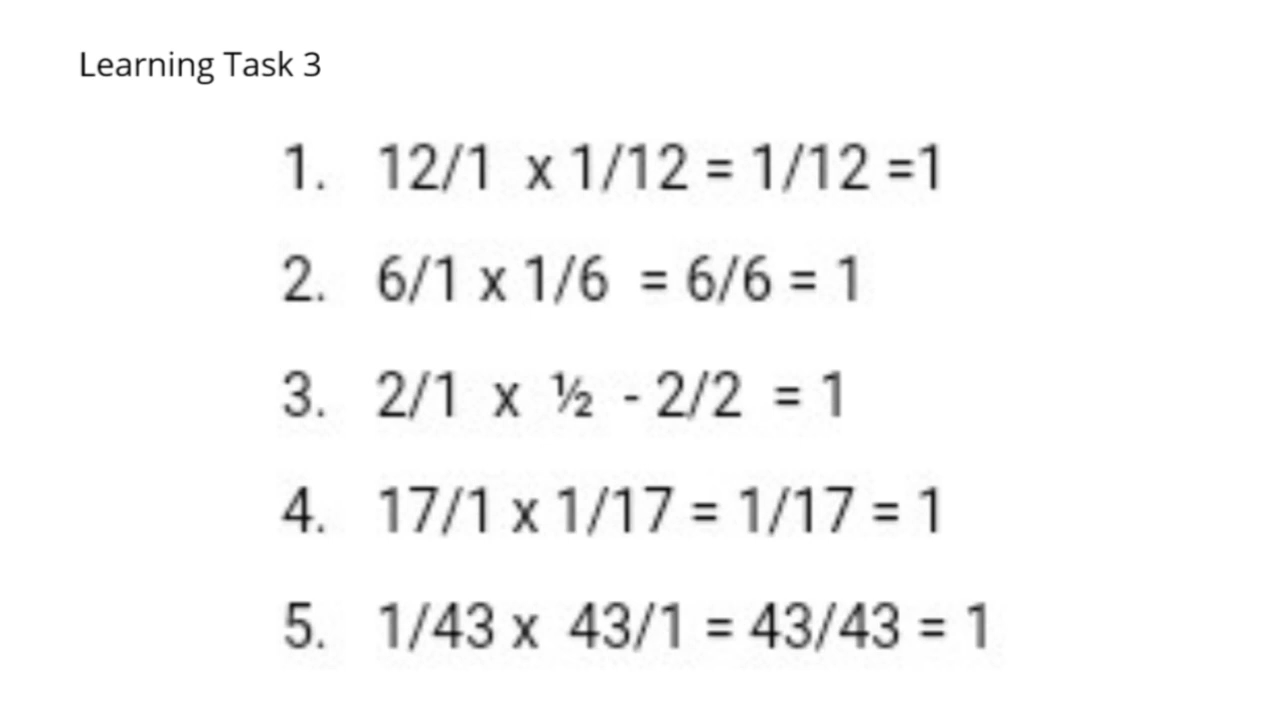 Learning Task 3
1. 12/1 x 1/12 = 1/12 =1
2. 6/1 x 1/6 = 6/6 = 1
3. 2/1 x ½ - 2/2 = 1
4. 17/1 x 1/17 = 1/17 = 1
5. 1/43 x 43/1 = 43/43 = 1